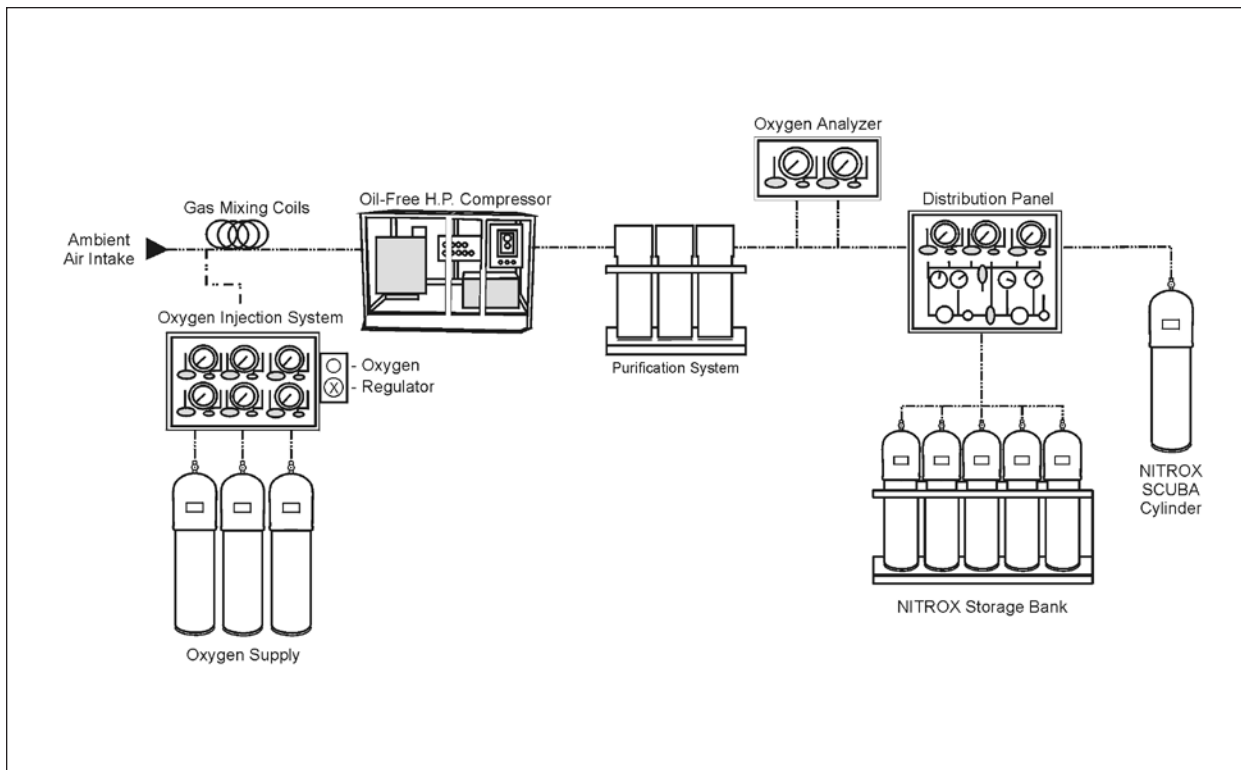 Oxygen Analyzer
Gas Mixing Coils
Oil-Free H.P. Compressor
Distribution Panel
Ambient
Air Intake
Oxygen Injection System
- Oxygen
X - Regulator
Purification System
NITROX
SCUBA
Cylinder
NITROX Storage Bank
Oxygen Supply